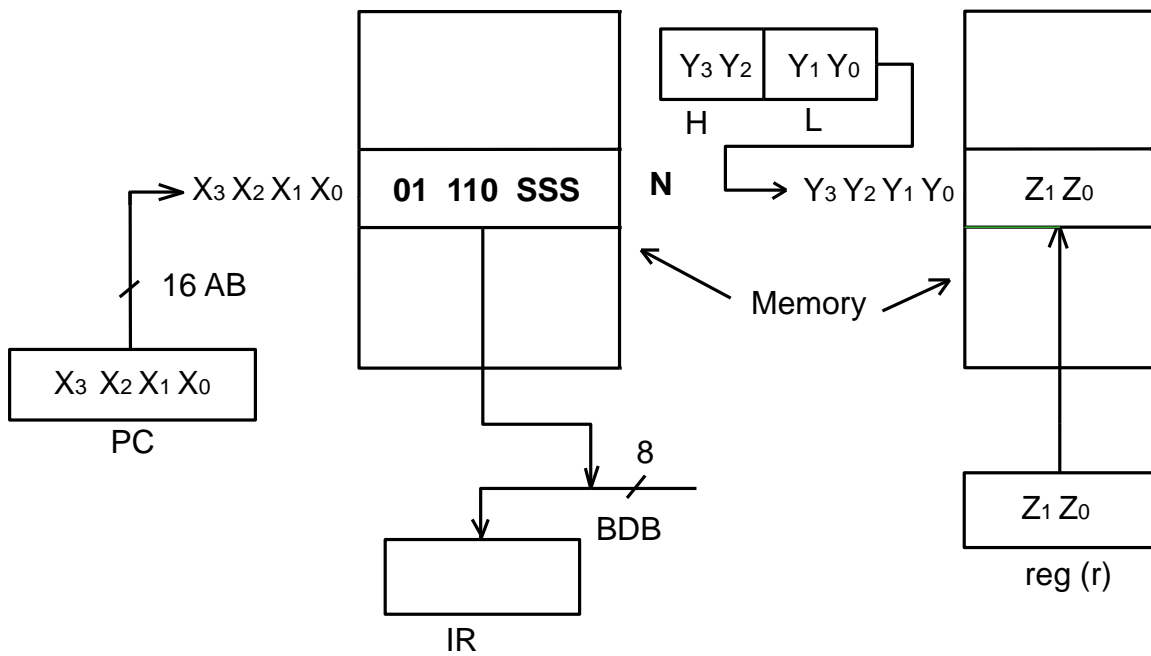 Y3 Y2 Y1 Y0
H L
X3 X2 X1 X0 01 110 SSS N Y3 Y2 Y1 Y0 Z1 Z0
16 AB
Memory
X3 X2 X1 X0
PC
8
BDB
Z1 Z0
reg (r)
IR